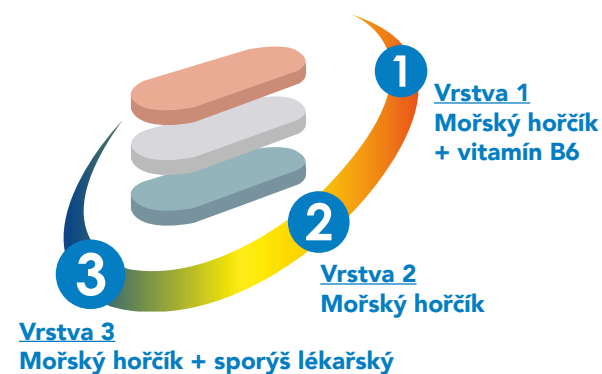 1
Vrstva 1
Mořský hořčík
+ vitamín B6
2
Vrstva 2
Mořský hořčík
3
Vrstva 3
Mořský hořčík + sporýš lékařský